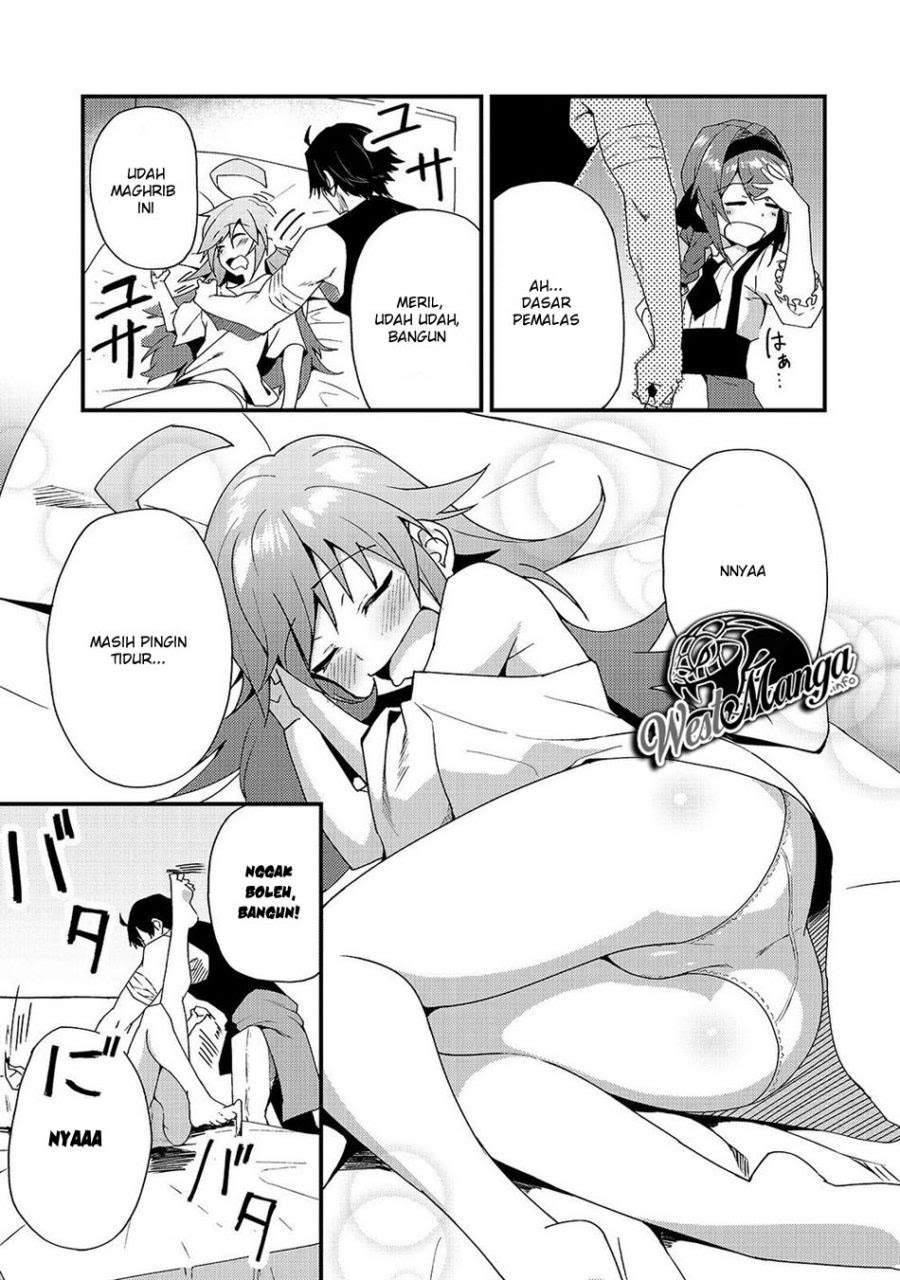 AH...
DASAR
PEMALAS
はぁ...
UDAH
MAGHRIB
INI
MERIL,
UDAH UDAH,
BANGUN
ユサ
ユサ
NNYAA
MASIH PINGIN
TIDUR...
WestManga
.info
NGGAK
BOLEH,
BANGUN!
バタ
NYAAA
バタ